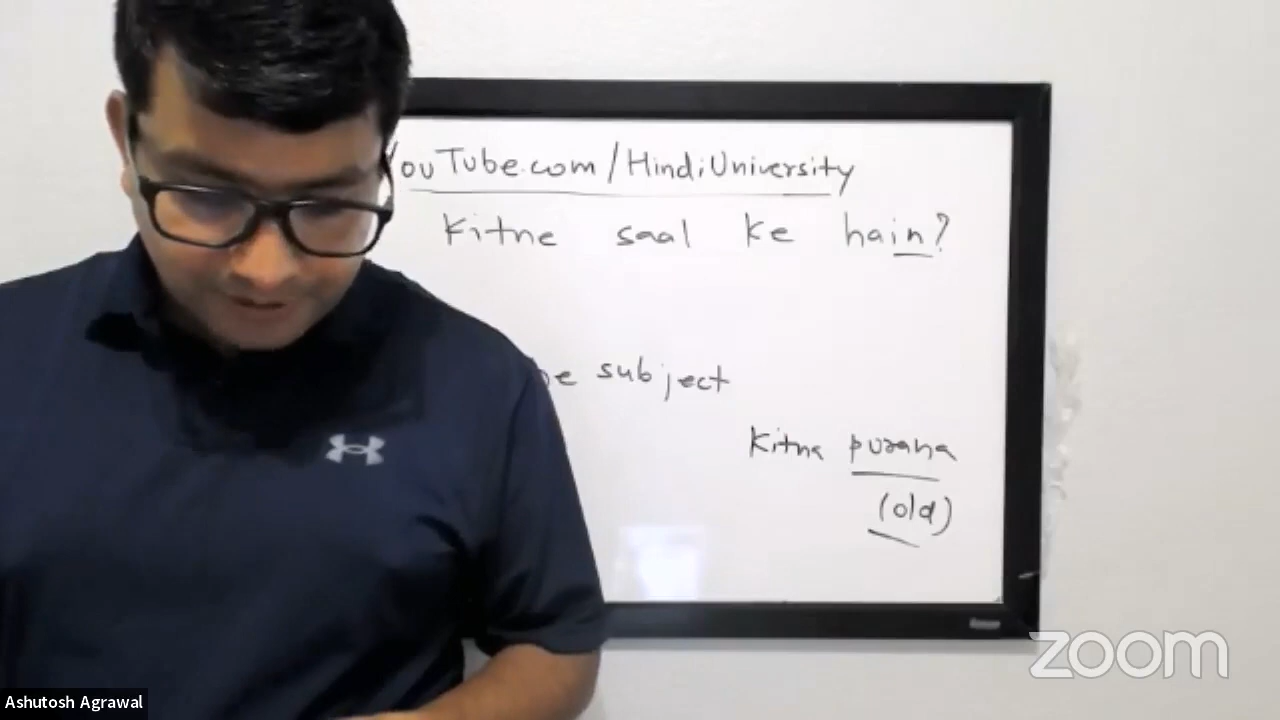 YouTube.com/HindiUniversity
Kitne saal ke hain?
subject
Kitna purana
(old)
zoom
Ashutosh Agrawal